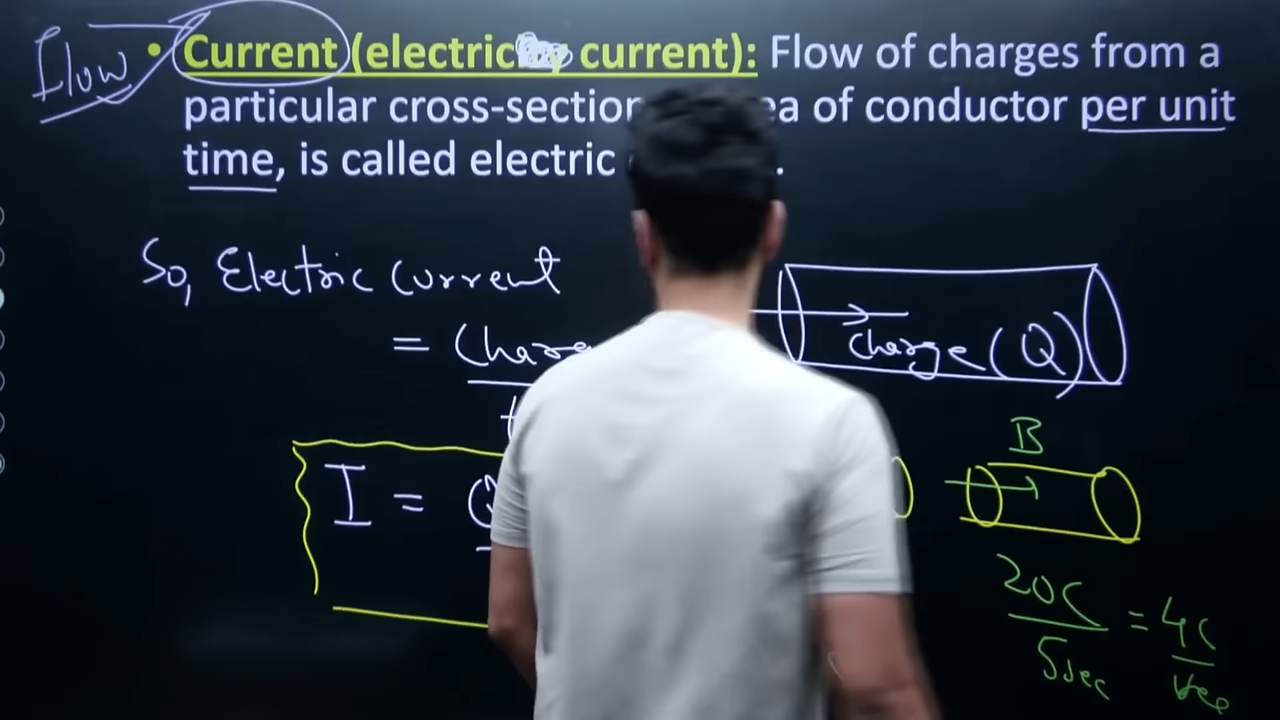 Flow
• Current (electric current): Flow of charges from a
particular cross-section ea of conductor per unit
time, is called electric .
So, Electric Current
= Charge
t
I = Q
charge (Q)
B
20C
5sec
= 4C